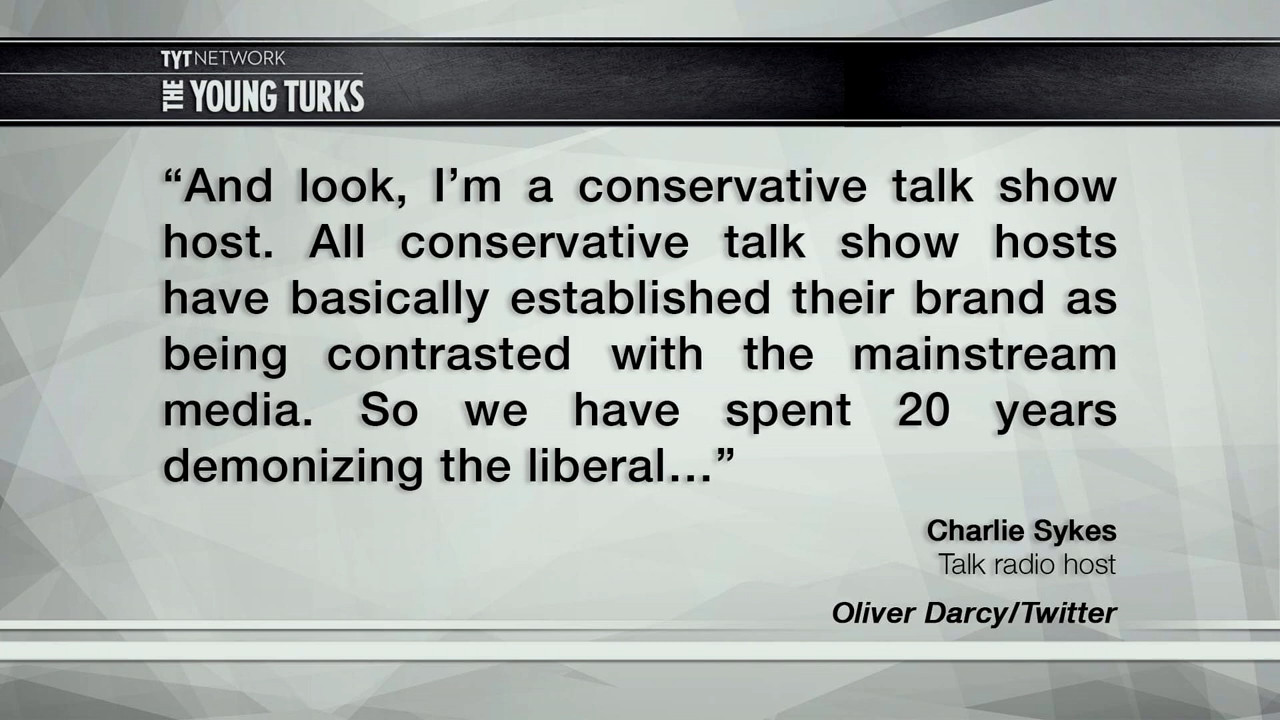 TYT NETWORK
THE YOUNG TURKS
“And look, I’m a conservative talk show
host. All conservative talk show hosts
have basically established their brand as
being contrasted with the mainstream
media. So we have spent 20 years
demonizing the liberal...”
Charlie Sykes
Talk radio host
Oliver Darcy/Twitter